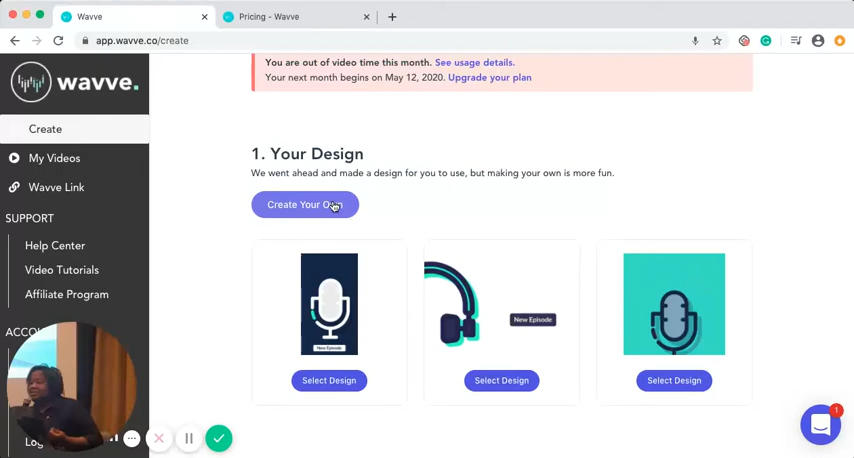 Wavve
Pricing - Wavve
app.wavve.co/create
wavve.
Create
My Videos
Wavve Link
SUPPORT
Help Center
Video Tutorials
Affiliate Program
You are out of video time this month. See usage details.
Your next month begins on May 12, 2020. Upgrade your plan
1. Your Design
We went ahead and made a design for you to use, but making your own is more fun.
Create Your Own
New Episode
New Episode
Select Design
Select Design
Select Design
1